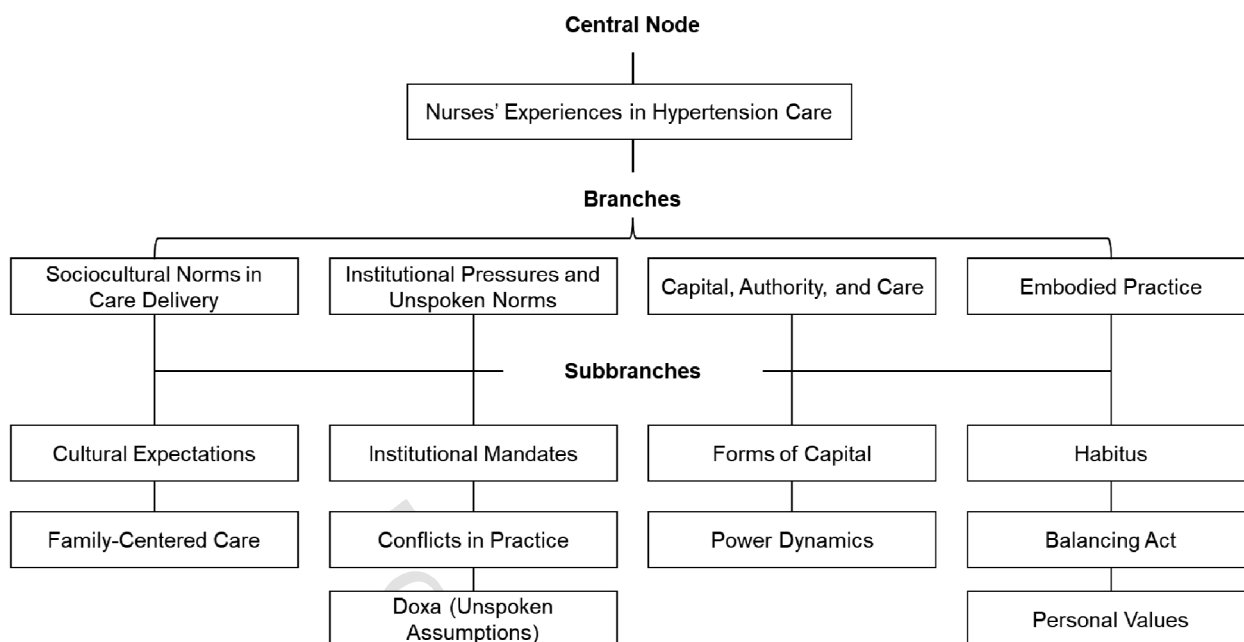 Central Node
Nurses’ Experiences in Hypertension Care
Branches
Sociocultural Norms in
Care Delivery
Institutional Pressures and
Unspoken Norms
Capital, Authority, and Care
Embodied Practice
Subbranches
Cultural Expectations
Institutional Mandates
Forms of Capital
Habitus
Family-Centered Care
Conflicts in Practice
Power Dynamics
Balancing Act
Doxa (Unspoken
Assumptions)
Personal Values